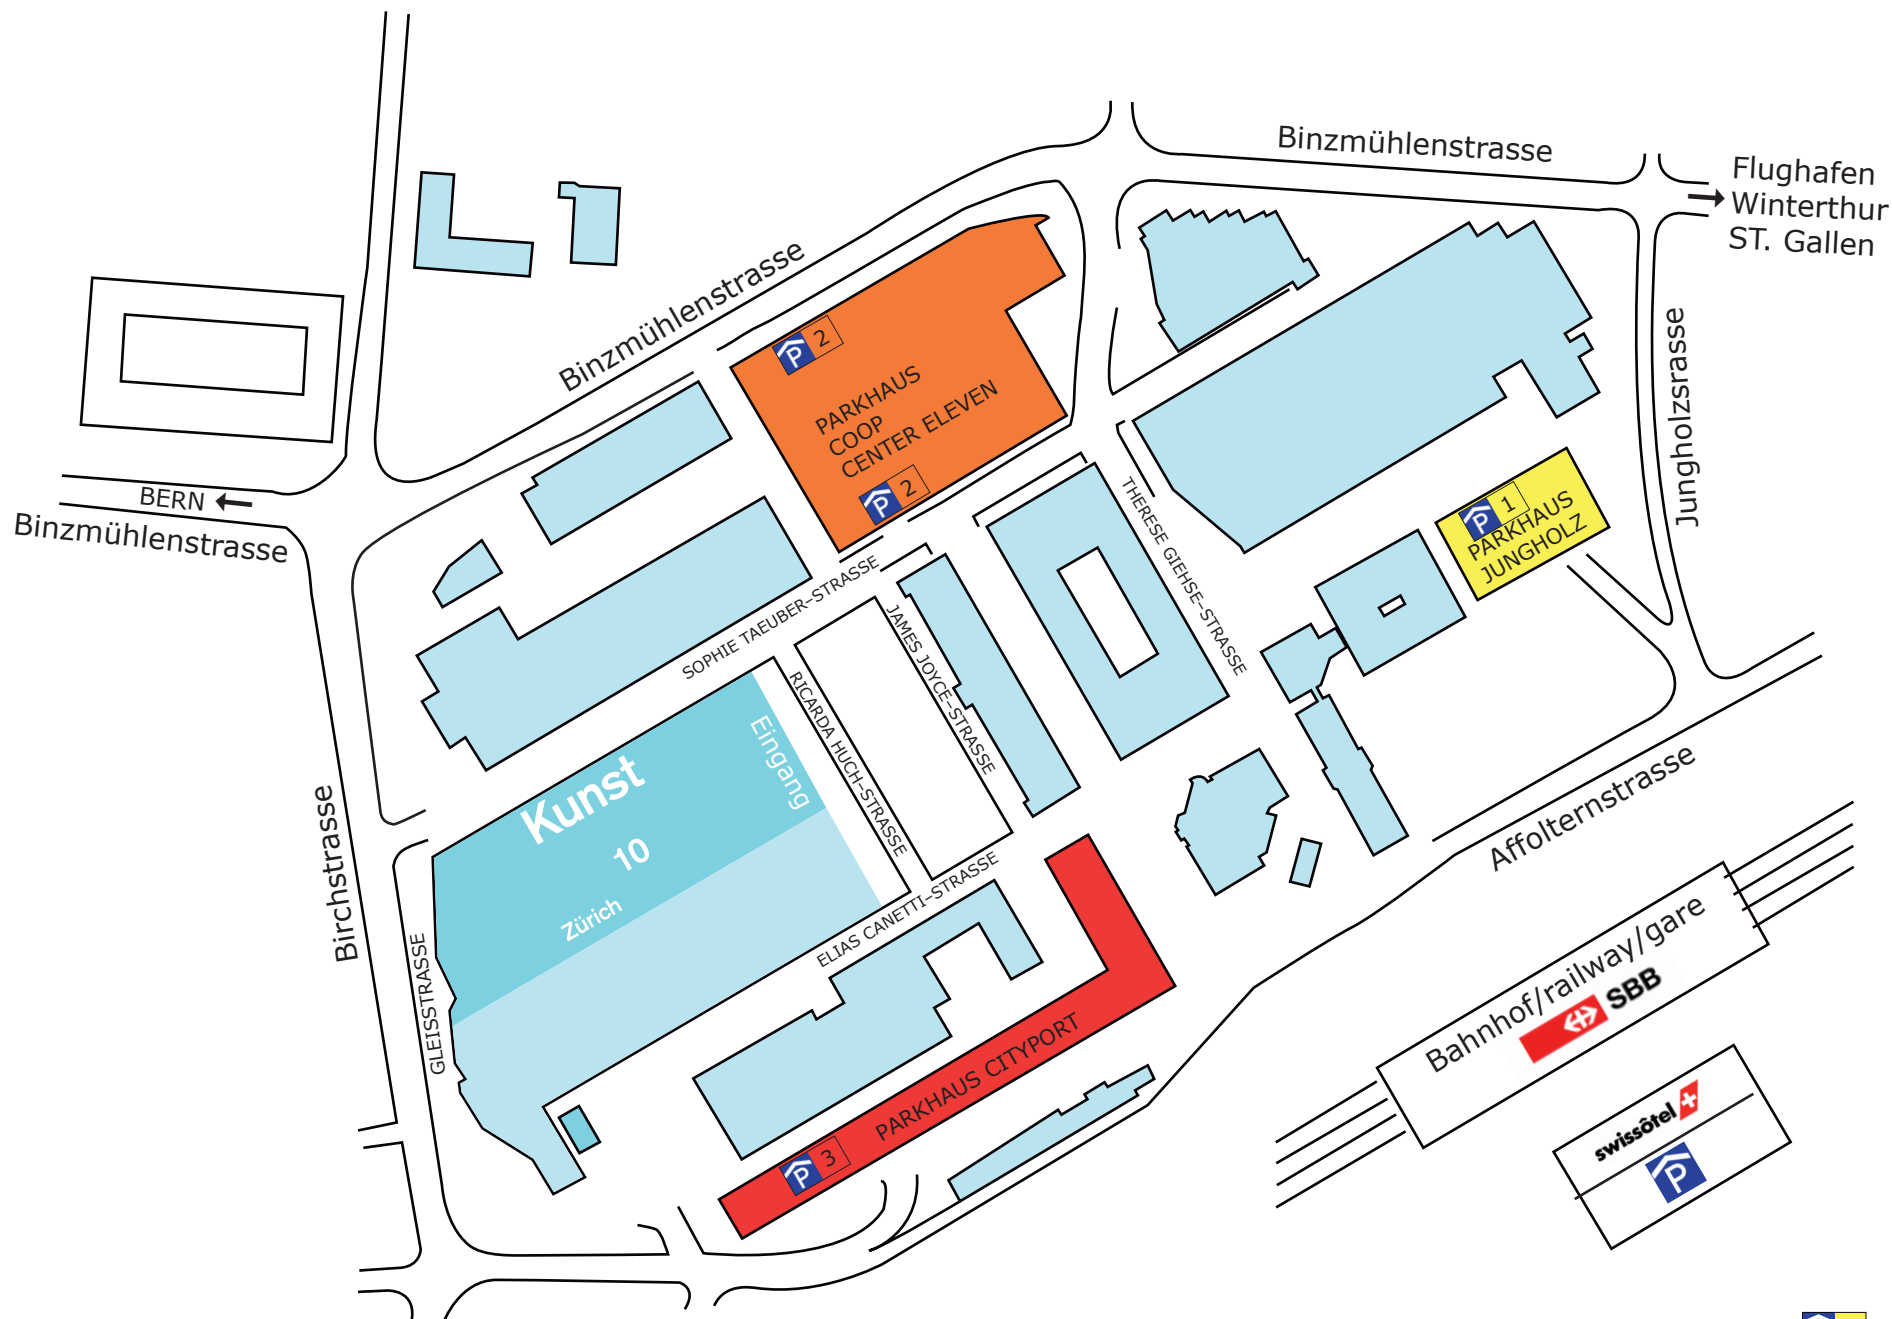 Binzmühlenstrasse
Flughafen
Winterthur
ST. Gallen
Binzmühlenstrasse
P 2
PARKHAUS
COOP
CENTER ELEVEN
P 2
Jungholzsrasse
BERN
Binzmühlenstrasse
THERESE GIEHSE-STRASSE
P 1
PARKHAUS
JUNGHOLZ
SOPHIE TAEUBER-STRASSE
JAMES JOYCE-STRASSE
RICARDA HUCH-STRASSE
Eingang
Kunst
10
Zürich
Birchstrasse
GLEISSTRASSE
ELIAS CANETTI-STRASSE
Affolternstrasse
PARKHAUS CITYPORT
P 3
Bahnhof/railway/gare
SBB
swissôtel
P